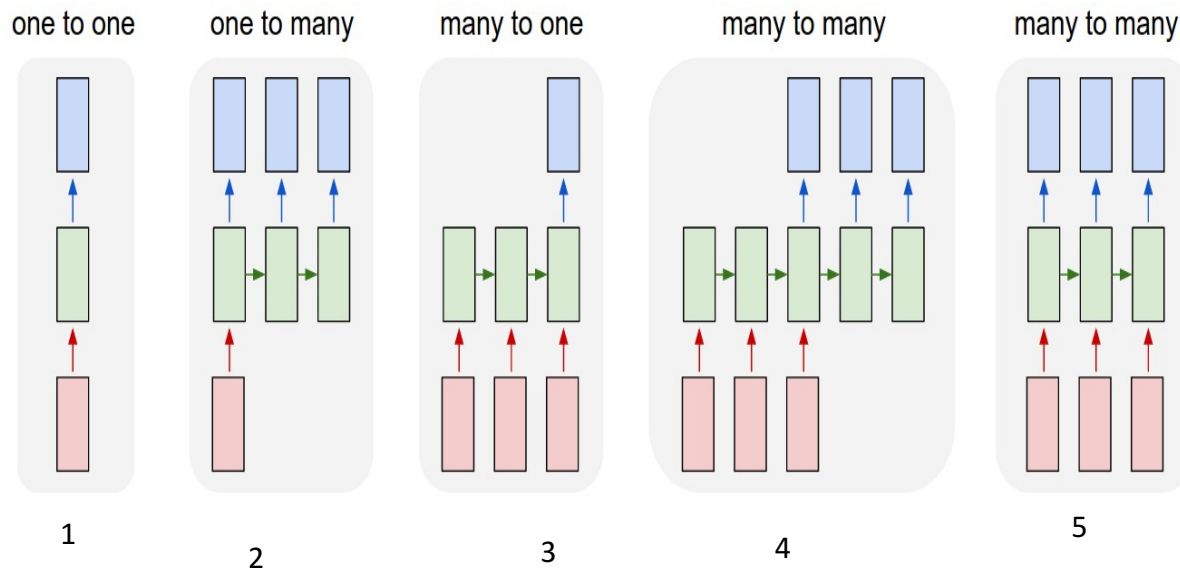 one to one
one to many
many to one
many to many
many to many
1
2
3
4
5